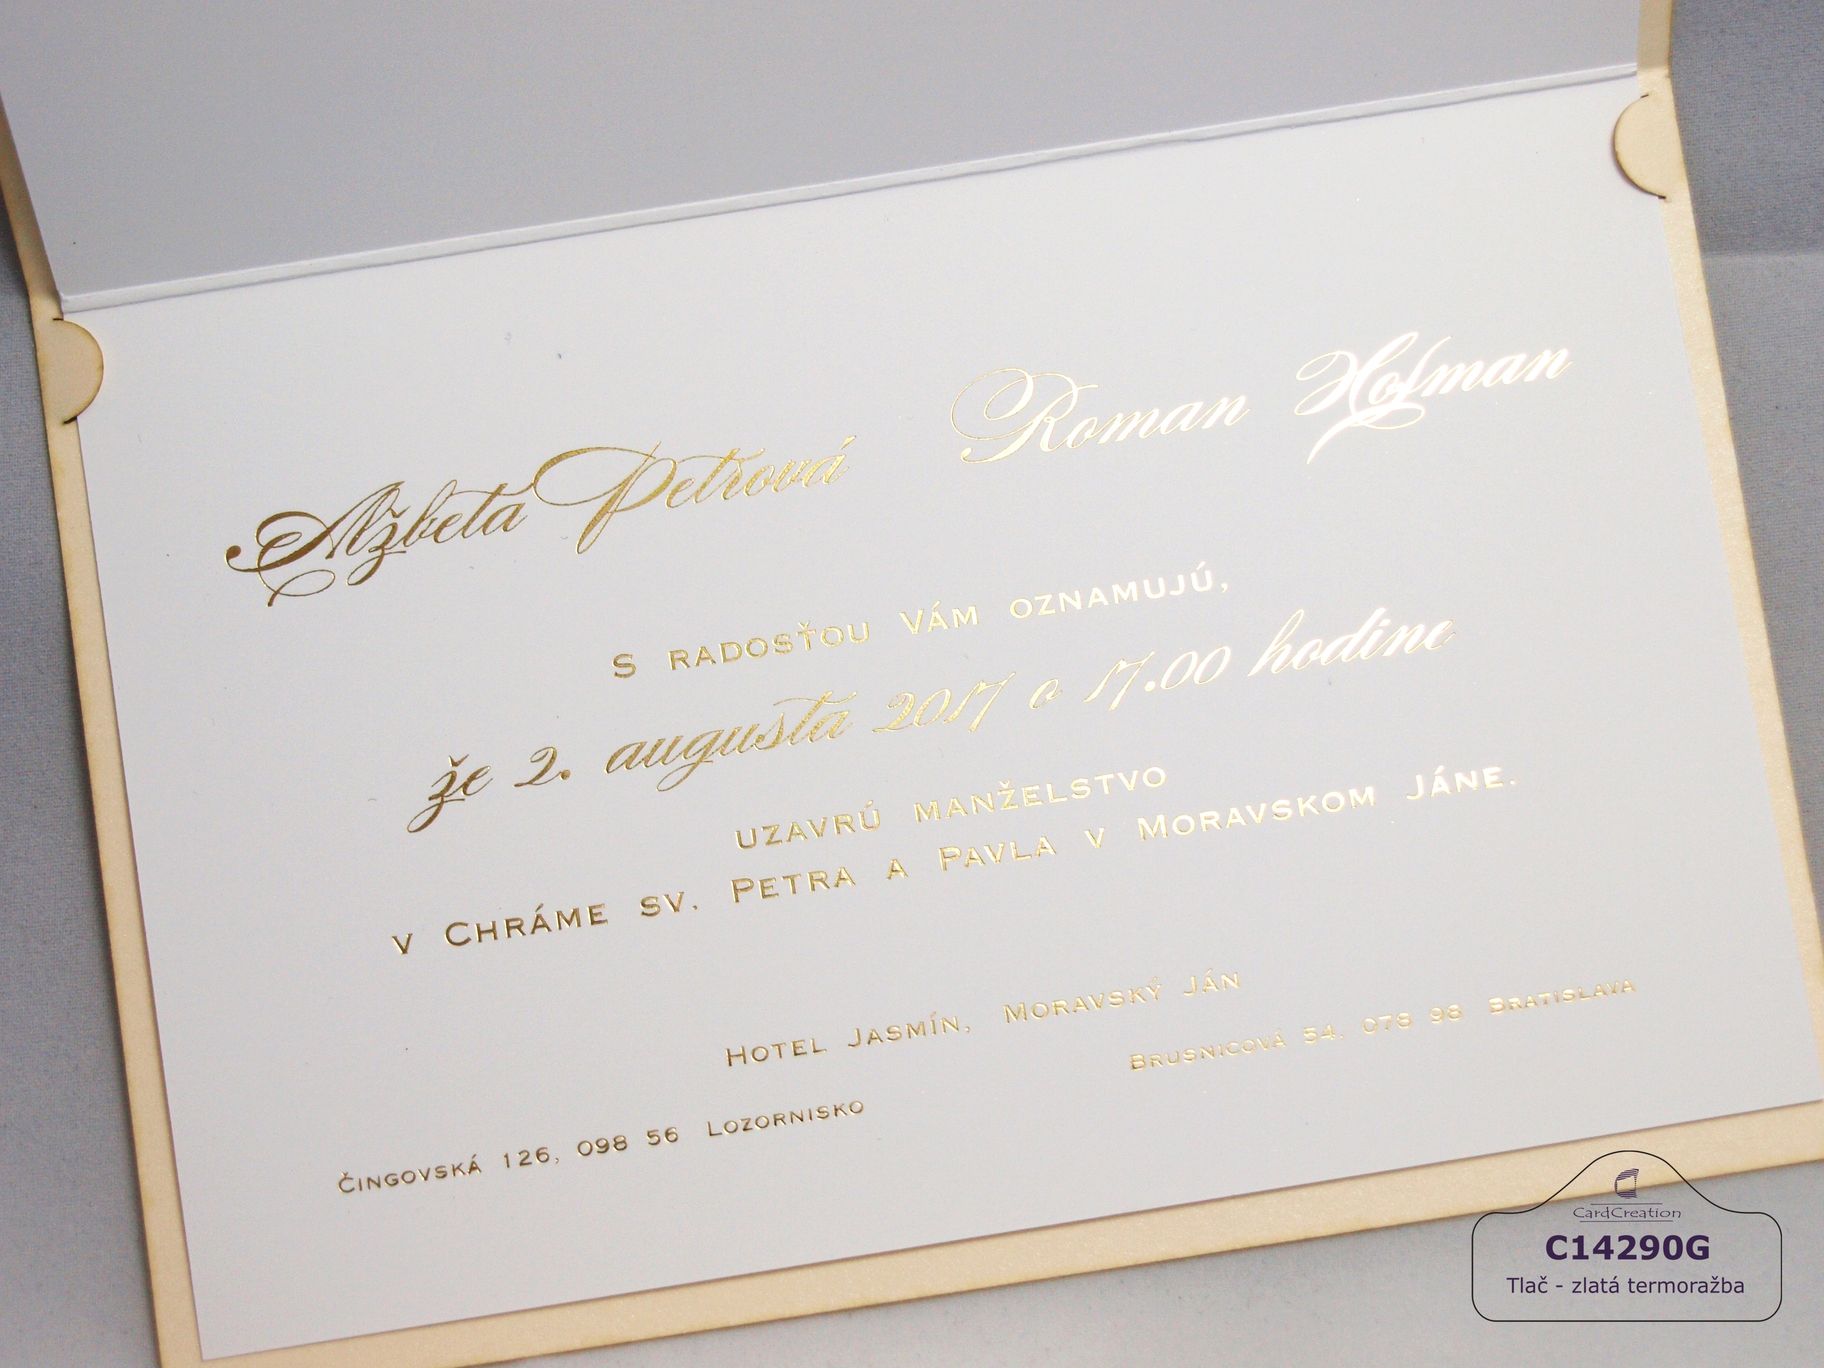 Alžbeta Petrová Roman Hofman
s radosťou Vám oznamujú,
že 2. augusta 2017 o 17.00 hodine
uzavrú manželstvo
v Chráme sv. Petra a Pavla v Moravskom Jáne.
Hotel Jasmín, Moravský Ján
Brusnicová 54, 078 98 Bratislava
Čingovská 126, 098 56 Lozornisko
CardCreation
C14290G
Tlač - zlatá termoražba